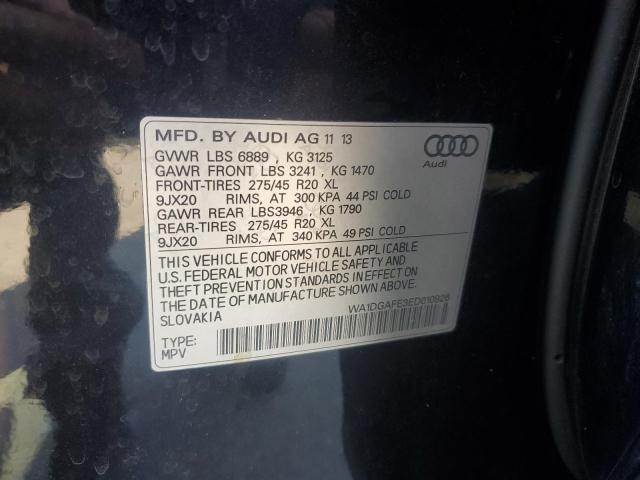 MFD. BY AUDI AG 11 13
Audi
GVWR LBS 6889 , KG 3125
GAWR FRONT LBS 3241 , KG 1470
FRONT-TIRES 275/45 R20 XL
9JX20 RIMS, AT 300 KPA 44 PSI COLD
GAWR REAR LBS3946 , KG 1790
REAR-TIRES 275/45 R20 XL
9JX20 RIMS, AT 340 KPA 49 PSI COLD
THIS VEHICLE CONFORMS TO ALL APPLICABLE
U.S. FEDERAL MOTOR VEHICLE SAFETY AND
THEFT PREVENTION STANDARDS IN EFFECT ON
THE DATE OF MANUFACTURE SHOWN ABOVE.
SLOVAKIA
WA1DGAFE3ED010926
TYPE:
MPV